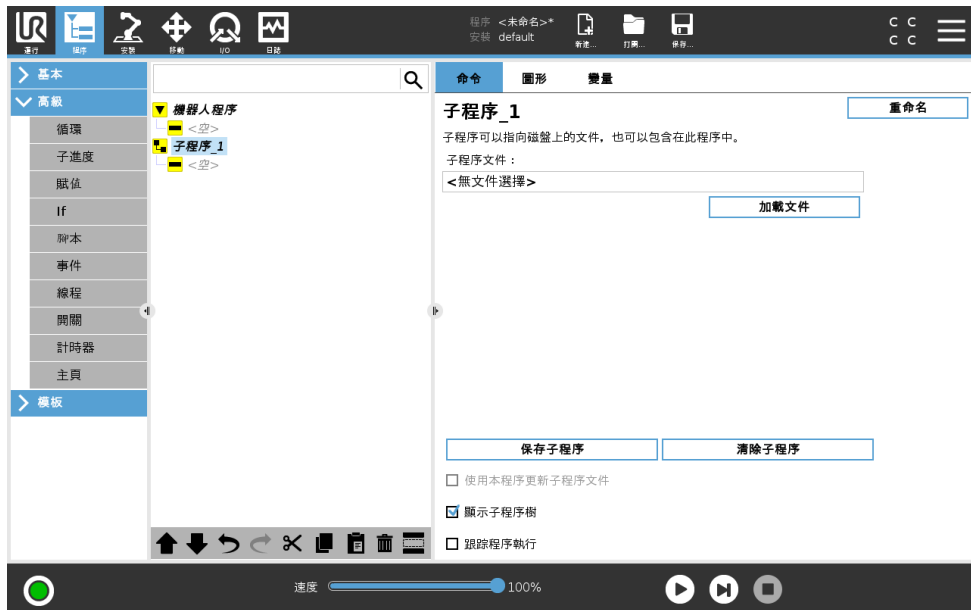 程序 <未命名>*
安裝 default
C C
C C
運行
程序
安裝
移動
I/O
日誌
新建...
打開...
保存...
基本
高級
循環
子進度
賦值
If
腳本
事件
線程
開關
計時器
主頁
模板
機器人程序
<空>
子程序_1
<空>
命令 圖形 變量
子程序_1
重命名
子程序可以指向磁盤上的文件，也可以包含在此程序中。
子程序文件：
<無文件選擇>
加載文件
保存子程序
清除子程序
使用本程序更新子程序文件
顯示子程序樹
跟踪程序執行
速度 100%